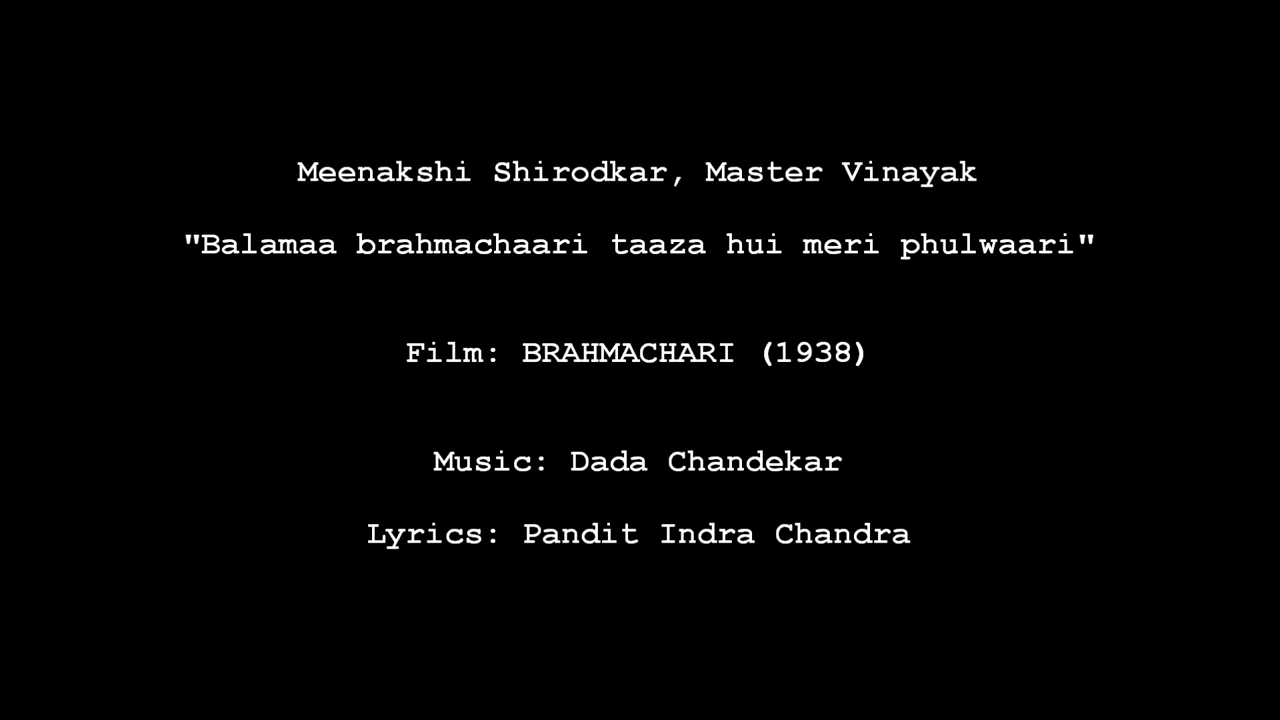 Meenakshi Shirodkar, Master Vinayak
"Balamaa brahmachaari taaza hui meri phulwaari"
Film: BRAHMACHARI (1938)
Music: Dada Chandekar
Lyrics: Pandit Indra Chandra